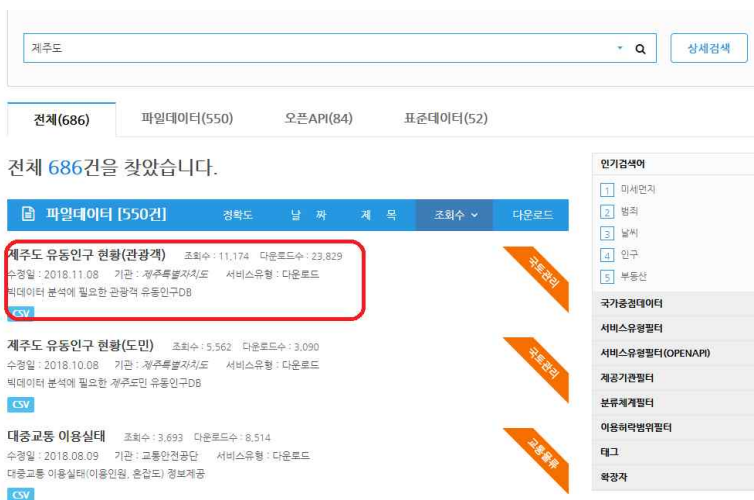 제주도
상세검색
전체(686) 파일데이터(550) 오픈API(84) 표준데이터(52)
전체 686건을 찾았습니다.
파일데이터 [550건] 정확도 날 짜 제 목 조회수 다운로드
제주도 유동인구 현황(관광객) 조회수 : 11,174 다운로드수 : 23,829
수정일 : 2018.11.08 기관 : 제주특별자치도 서비스유형 : 다운로드
빅데이터 분석에 필요한 관광객 유동인구DB
CSV
국토관리
제주도 유동인구 현황(도민) 조회수 : 5,562 다운로드수 : 3,090
수정일 : 2018.10.08 기관 : 제주특별자치도 서비스유형 : 다운로드
빅데이터 분석에 필요한 제주도민 유동인구DB
CSV
국토관리
대중교통 이용실태 조회수 : 3,693 다운로드수 : 8,514
수정일 : 2018.08.09 기관 : 교통안전공단 서비스유형 : 다운로드
대중교통 이용실태(이용인원, 혼잡도) 정보제공
CSV
교통물류
인기검색어
1 미세먼지
2 범죄
3 날씨
4 인구
5 부동산
국가중점데이터
서비스유형필터
서비스유형필터(OPENAPI)
제공기관필터
분류체계필터
이용허락범위필터
태그
확장자